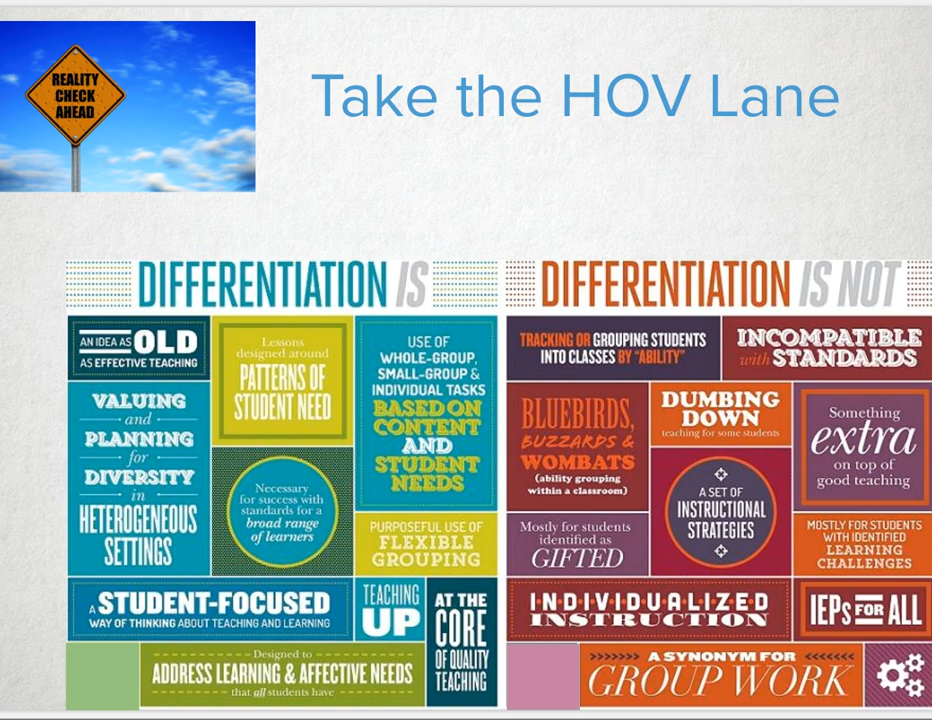 REALITY
CHECK
AHEAD
Take the HOV Lane
DIFFERENTIATION IS
AN IDEA AS OLD
AS EFFECTIVE TEACHING
Lessons
designed around
PATTERNS OF
STUDENT NEED
USE OF
WHOLE-GROUP,
SMALL-GROUP &
INDIVIDUAL TASKS
BASED ON
CONTENT
AND
STUDENT
NEEDS
VALUING
and
PLANNING
for
DIVERSITY
in
HETEROGENEOUS
SETTINGS
Necessary
for success with
standards for a
broad range
of learners
PURPOSEFUL USE OF
FLEXIBLE
GROUPING
A STUDENT-FOCUSED
WAY OF THINKING ABOUT TEACHING AND LEARNING
TEACHING
UP
AT THE
CORE
OF QUALITY
TEACHING
Designed to
ADDRESS LEARNING & AFFECTIVE NEEDS
that all students have
DIFFERENTIATION IS NOT
TRACKING OR GROUPING STUDENTS
INTO CLASSES BY "ABILITY"
INCOMPATIBLE
with STANDARDS
BLUEBIRDS,
BUZZARDS &
WOMBATS
(ability grouping
within a classroom)
DUMBING
DOWN
teaching for some students
Something
extra
on top of
good teaching
A SET OF
INSTRUCTIONAL
STRATEGIES
Mostly for students
identified as
GIFTED
MOSTLY FOR STUDENTS
WITH IDENTIFIED
LEARNING
CHALLENGES
INDIVIDUALIZED
INSTRUCTION
IEPs FOR ALL
A SYNONYM FOR
GROUP WORK